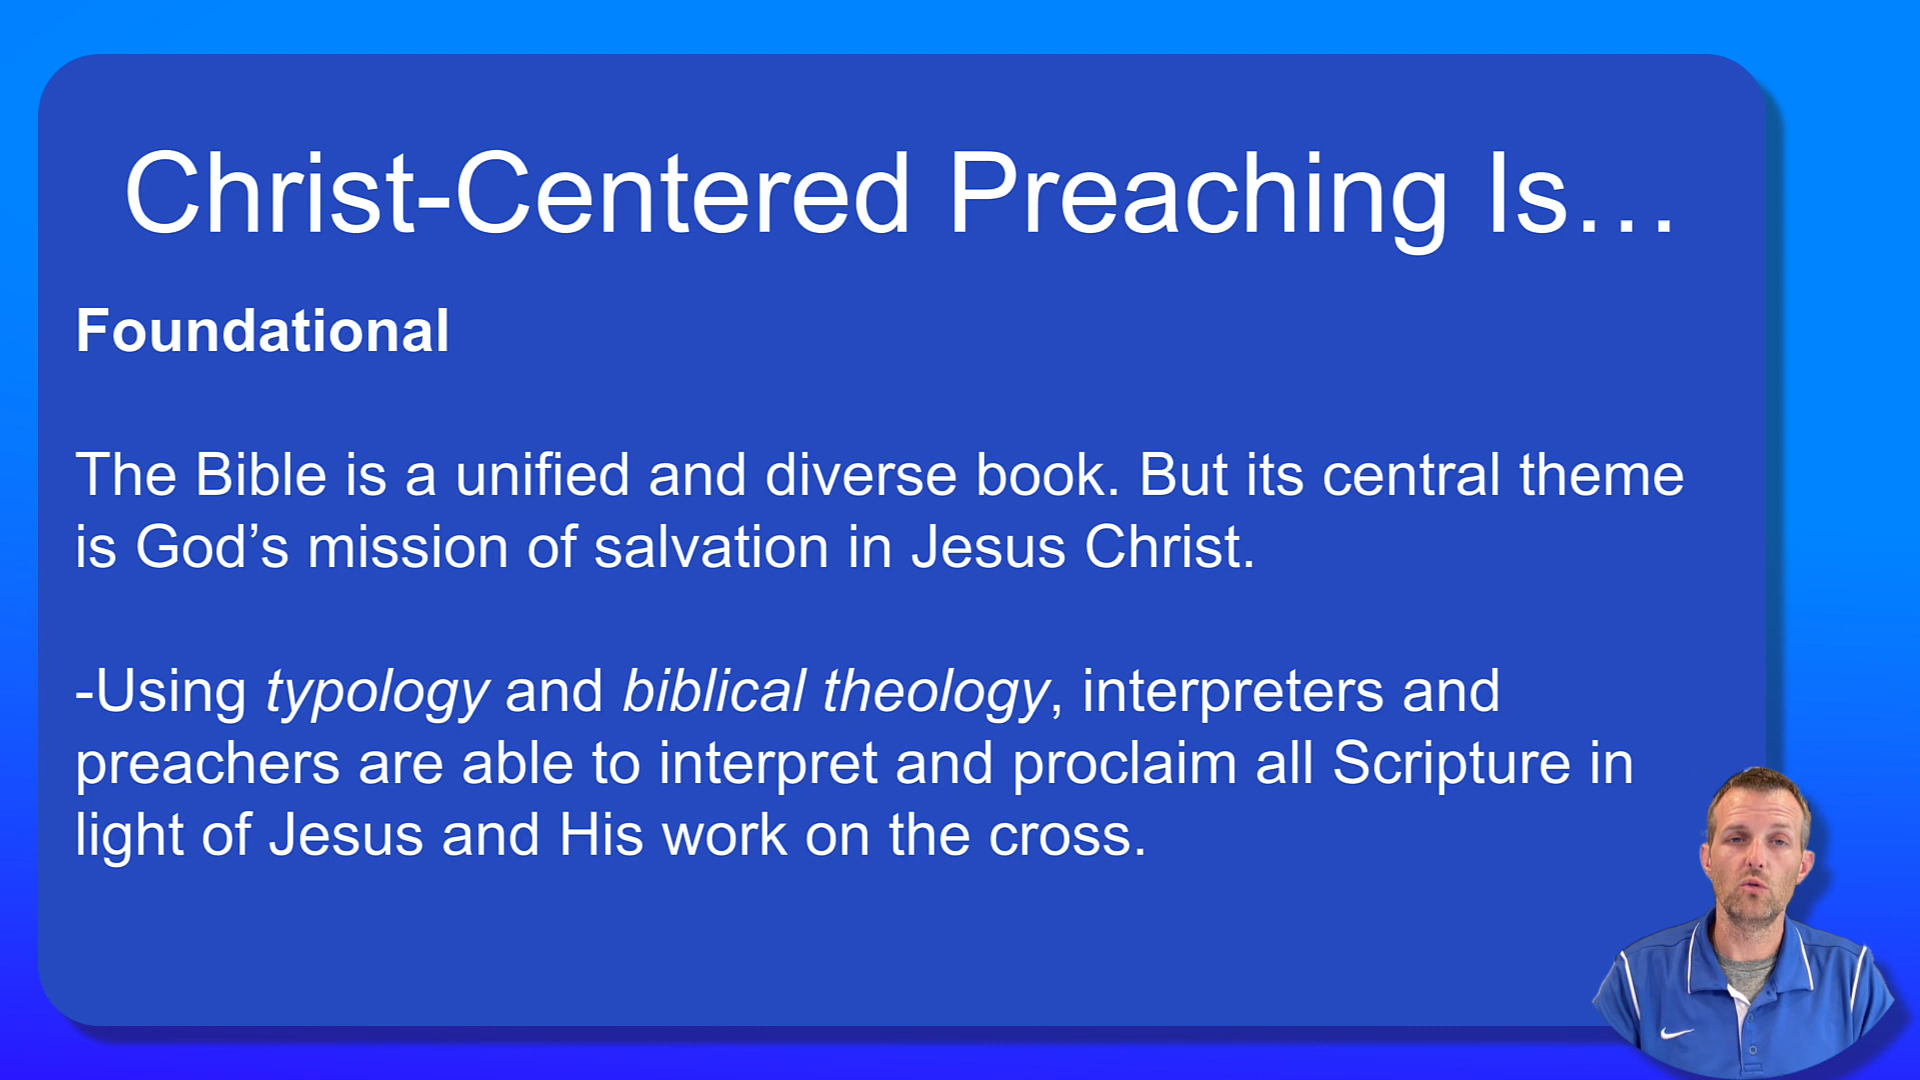 Christ-Centered Preaching Is…
Foundational
The Bible is a unified and diverse book. But its central theme
is God’s mission of salvation in Jesus Christ.
-Using typology and biblical theology, interpreters and
preachers are able to interpret and proclaim all Scripture in
light of Jesus and His work on the cross.